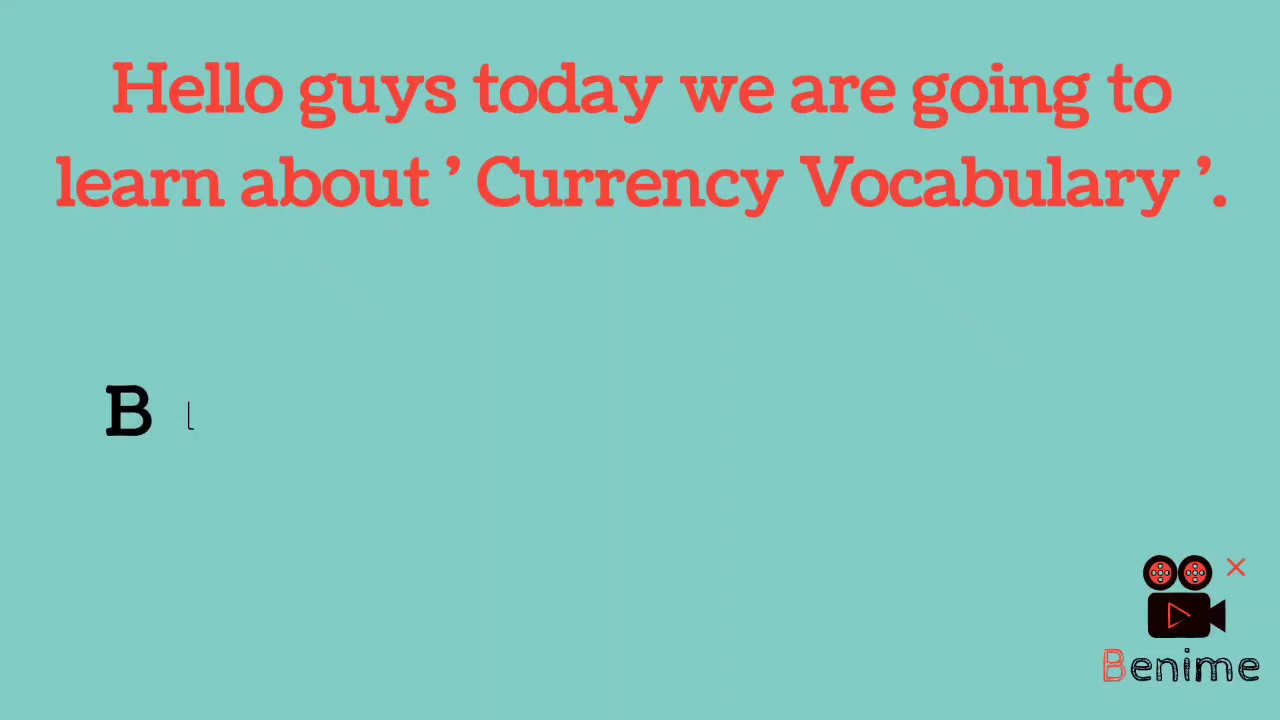 Hello guys today we are going to
learn about ’ Currency Vocabulary ’.
B
Benime